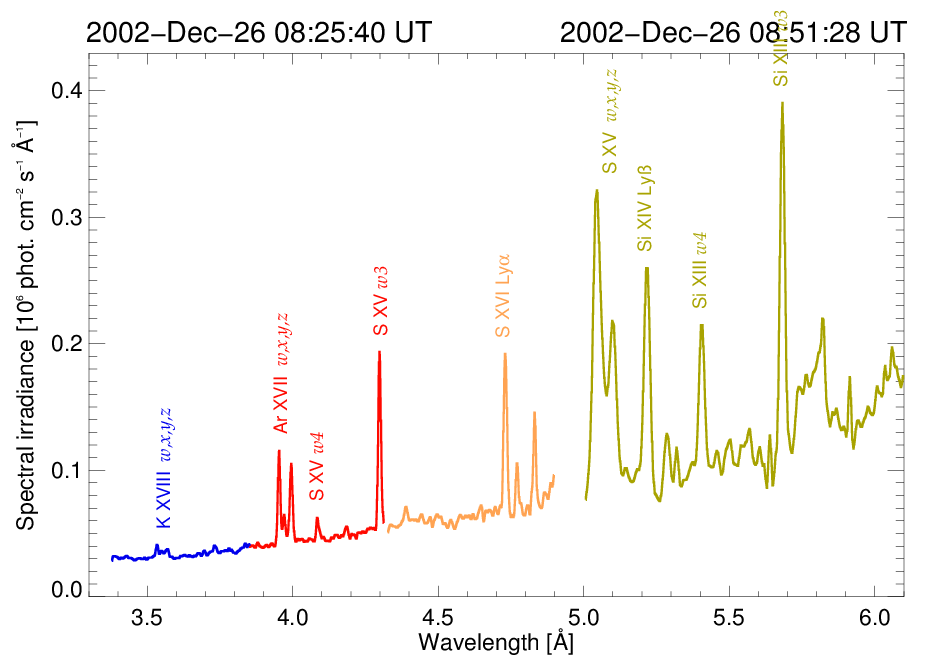 2002−Dec−26 08:25:40 UT
2002−Dec−26 08:51:28 UT
Spectral irradiance [10⁶ phot. cm⁻² s⁻¹ Å⁻¹]
0.4
0.3
0.2
0.1
0.0
K XVIII w,x,y,z
Ar XVII w,x,y,z
S XV w4
S XV w3
S XVI Lyα
S XV w,x,y,z
Si XIV Lyß
Si XIII w4
Si XIII w3
3.5
4.0
4.5
5.0
5.5
6.0
Wavelength [Å]